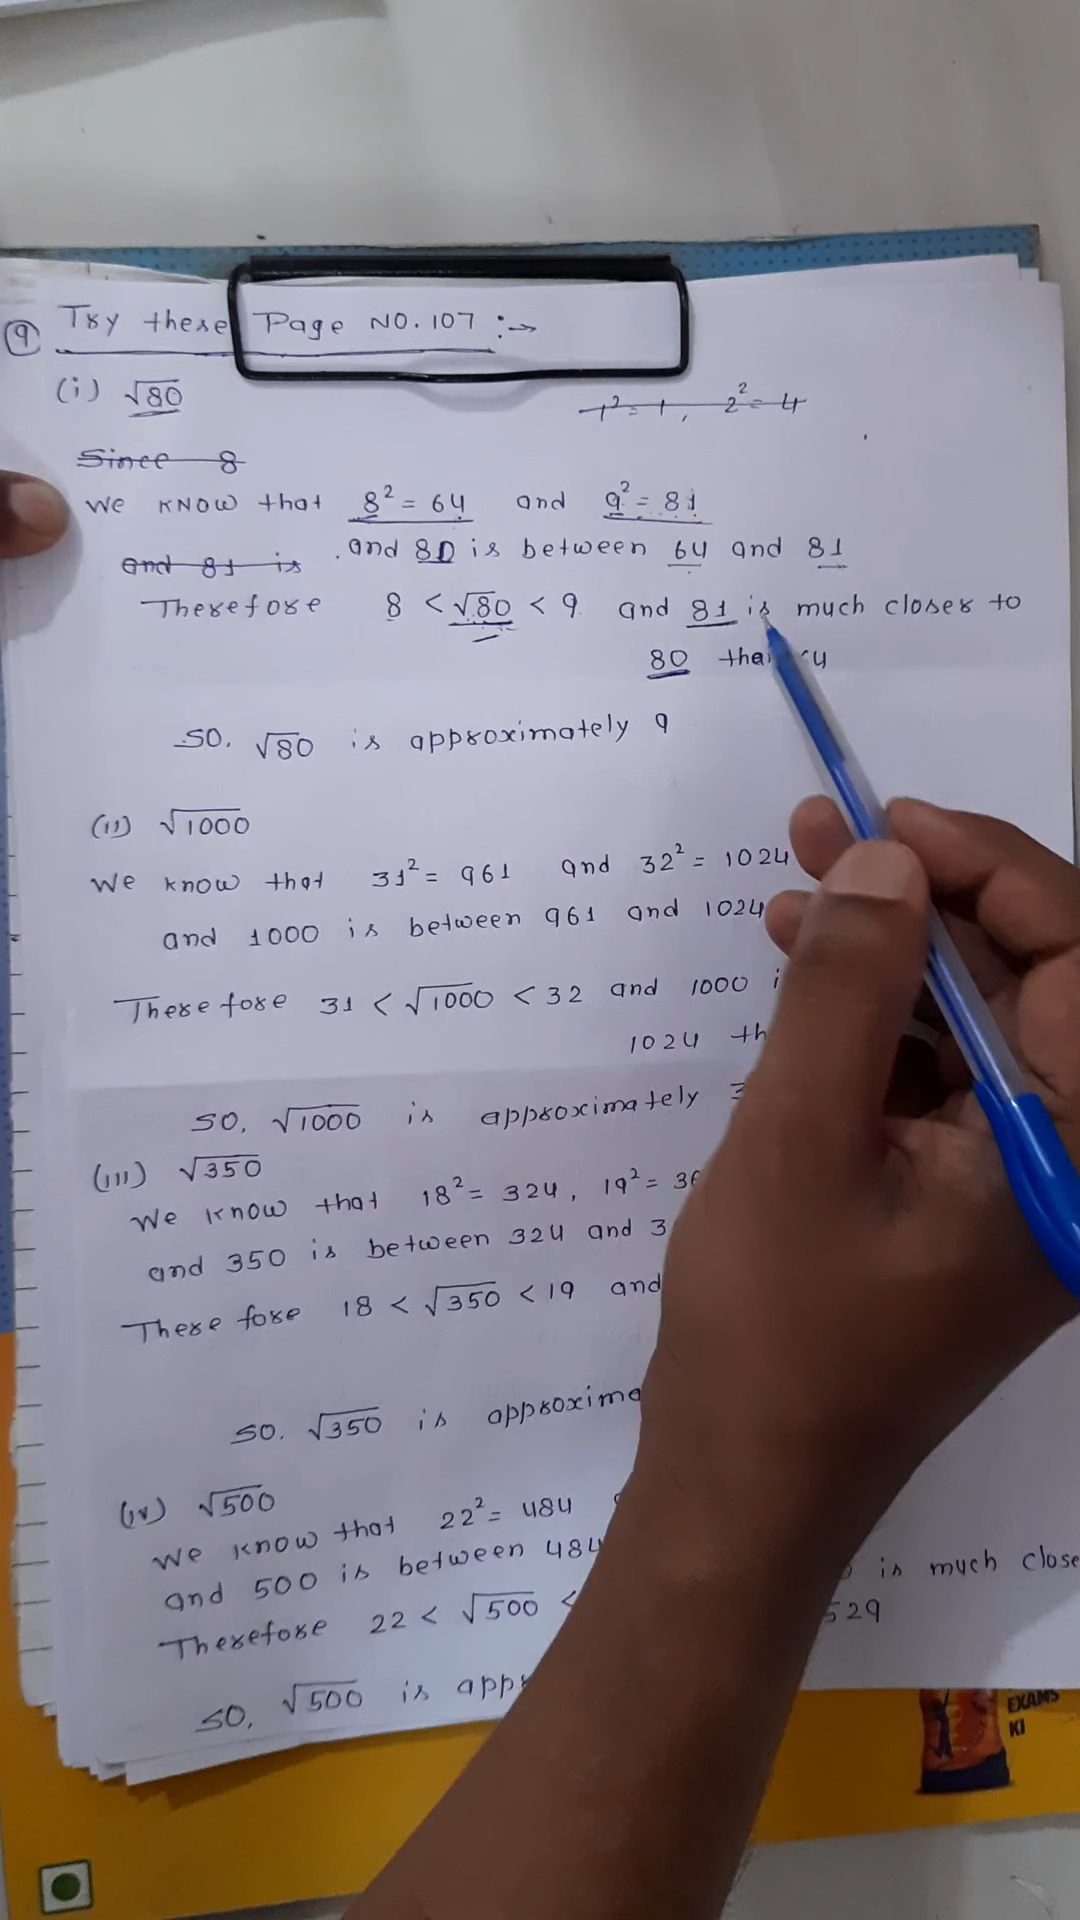 9 Try these Page NO. 107 :→
(i) √80
1² = 1, 2² = 4
Since 8
We KNOW that 8² = 64 and 9² = 81
and 81 is .and 80 is between 64 and 81
Therefore 8 < √80 < 9 and 81 is much closer to
80
SO, √80 is approximately 9
(ii) √1000
We know that 31² = 961 and 32² = 1024
and 1000 is between 961 and 1024
Therefore 31 < √1000 < 32 and 1000
1024
SO, √1000 is approximately
(iii) √350
We know that 18² = 324, 19² =
and 350 is between 324 and
Therefore 18 < √350 < 19 and
SO. √350 is
(iv) √500
We know that 22² = 484
and 500 is between 484
Therefore 22 < √500 < is much close
529
SO, √500 is
EXAMS
KI